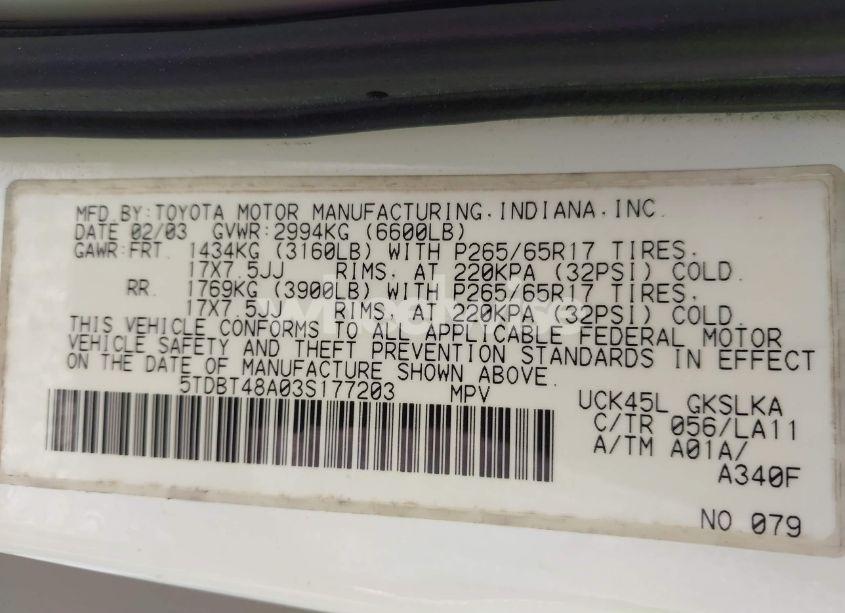 MFD.BY:TOYOTA MOTOR MANUFACTURING.INDIANA.INC.
DATE 02/03 GVWR:2994KG (6600LB)
GAWR:FRT. 1434KG (3160LB) WITH P265/65R17 TIRES.
17X7.5JJ RIMS. AT 220KPA (32PSI) COLD.
RR. 1769KG (3900LB) WITH P265/65R17 TIRES.
17X7.5JJ RIMS. AT 220KPA (32PSI) COLD.
THIS VEHICLE CONFORMS TO ALL APPLICABLE FEDERAL MOTOR
VEHICLE SAFETY AND THEFT PREVENTION STANDARDS IN EFFECT
ON THE DATE OF MANUFACTURE SHOWN ABOVE.
5TDBT48A03S177203 MPV
UCK45L GKSLKA
C/TR 056/LA11
A/TM A01A/
A340F
NO 079